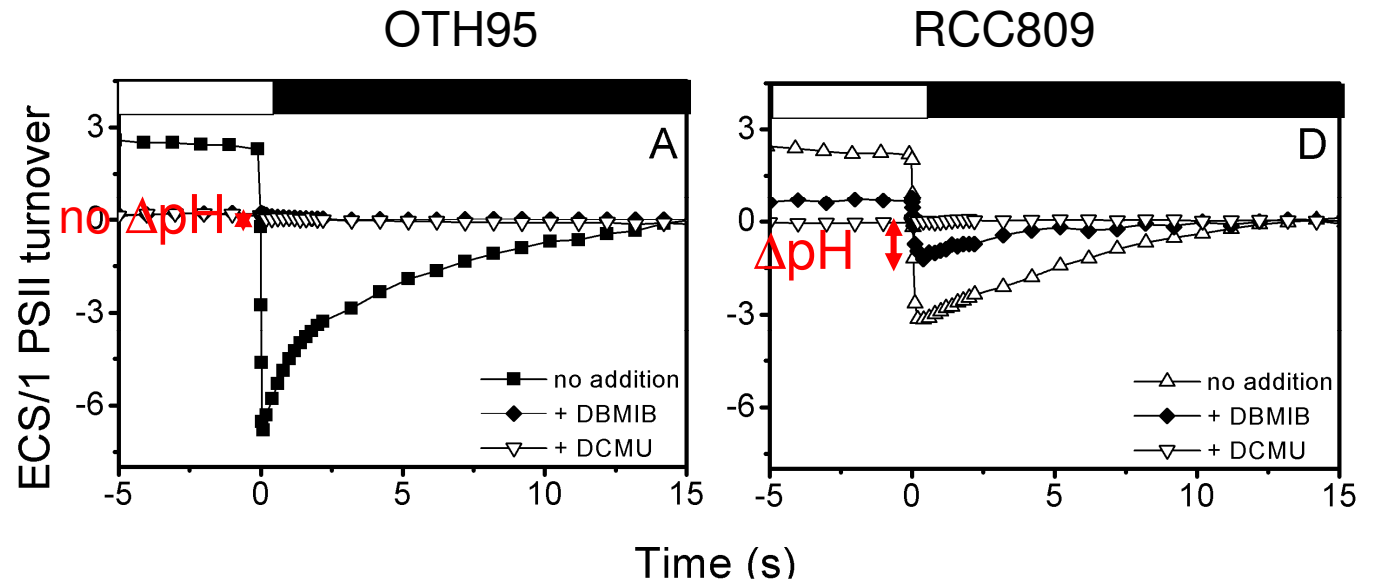 OTH95
RCC809
ECS/1 PSII turnover
A
3
0
-3
-6
no ΔpH
no addition
+ DBMIB
+ DCMU
-5
0
5
10
15
D
3
0
-3
-6
ΔpH
no addition
+ DBMIB
+ DCMU
-5
0
5
10
15
Time (s)